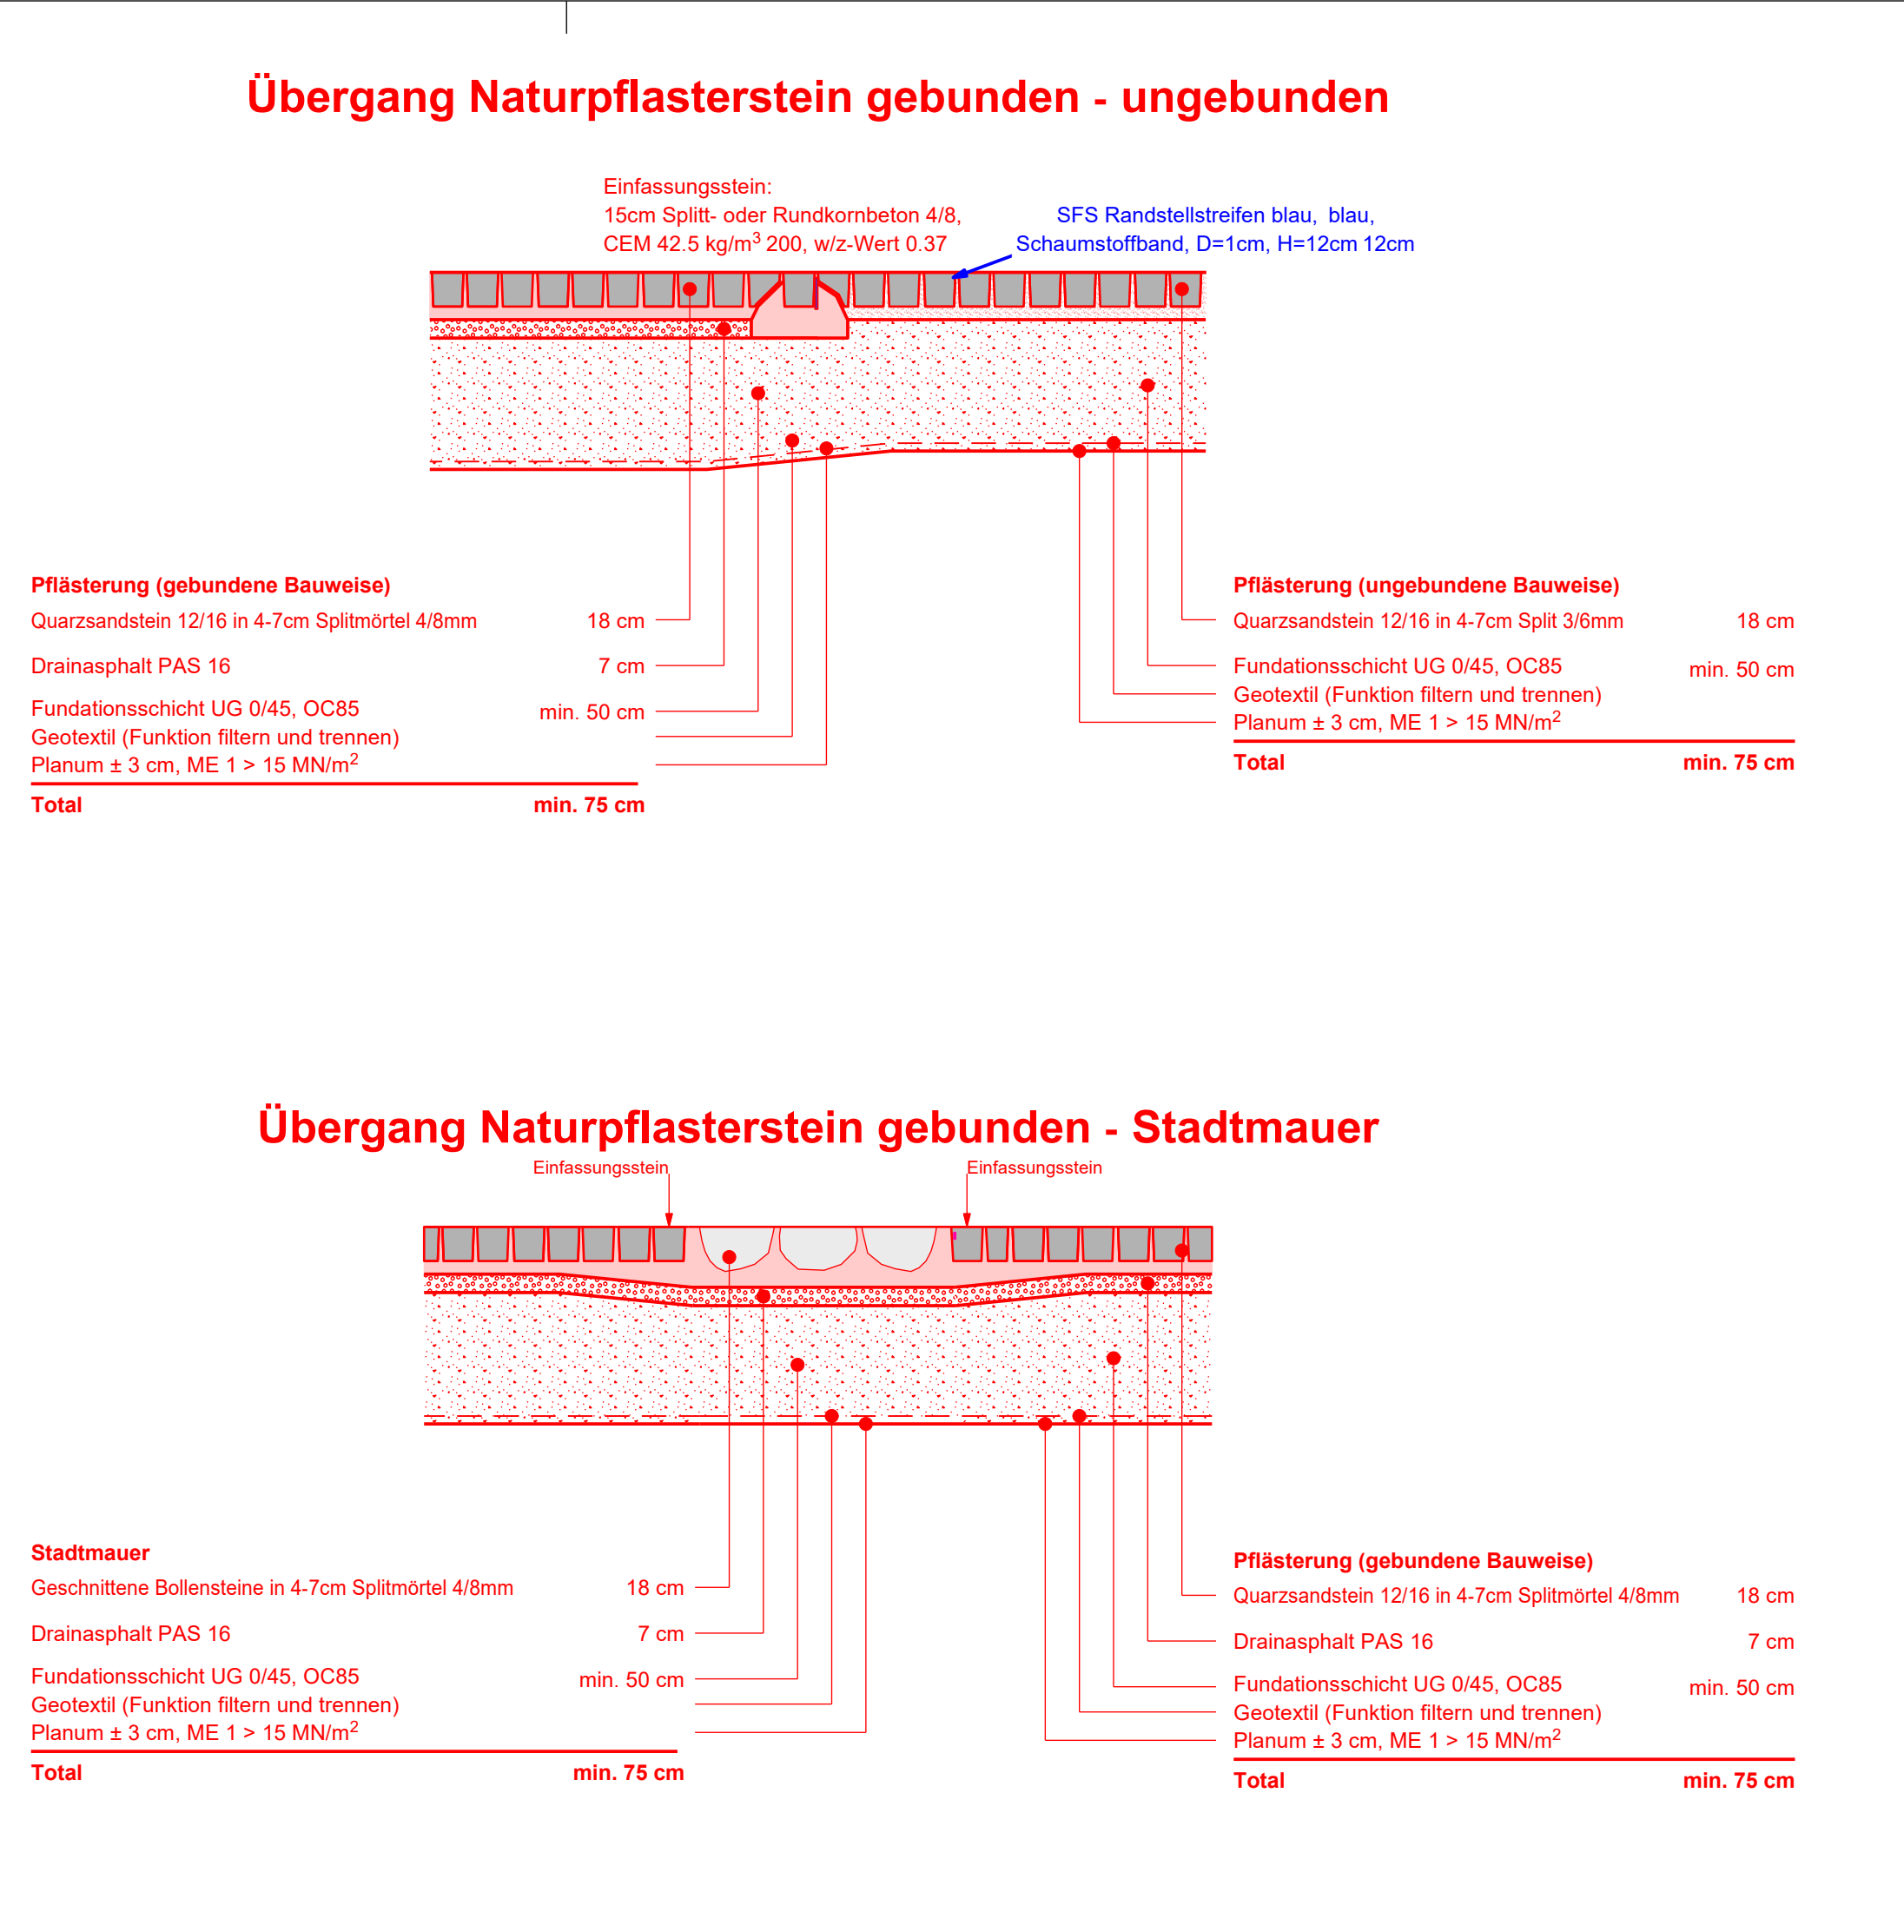 Übergang Naturpflasterstein gebunden - ungebunden
Einfassungsstein:
15cm Splitt- oder Rundkornbeton 4/8,
CEM 42.5 kg/m³ 200, w/z-Wert 0.37
SFS Randstellstreifen blau, blau,
Schaumstoffband, D=1cm, H=12cm 12cm
Pflästerung (gebundene Bauweise)
Quarzsandstein 12/16 in 4-7cm Splitmörtel 4/8mm 18 cm
Drainasphalt PAS 16 7 cm
Fundationsschicht UG 0/45, OC85 min. 50 cm
Geotextil (Funktion filtern und trennen)
Planum ± 3 cm, ME 1 > 15 MN/m²
Total min. 75 cm
Pflästerung (ungebundene Bauweise)
Quarzsandstein 12/16 in 4-7cm Split 3/6mm 18 cm
Fundationsschicht UG 0/45, OC85 min. 50 cm
Geotextil (Funktion filtern und trennen)
Planum ± 3 cm, ME 1 > 15 MN/m²
Total min. 75 cm
Übergang Naturpflasterstein gebunden - Stadtmauer
Einfassungsstein Einfassungsstein
Stadtmauer
Geschnittene Bollensteine in 4-7cm Splitmörtel 4/8mm 18 cm
Drainasphalt PAS 16 7 cm
Fundationsschicht UG 0/45, OC85 min. 50 cm
Geotextil (Funktion filtern und trennen)
Planum ± 3 cm, ME 1 > 15 MN/m²
Total min. 75 cm
Pflästerung (gebundene Bauweise)
Quarzsandstein 12/16 in 4-7cm Splitmörtel 4/8mm 18 cm
Drainasphalt PAS 16 7 cm
Fundationsschicht UG 0/45, OC85 min. 50 cm
Geotextil (Funktion filtern und trennen)
Planum ± 3 cm, ME 1 > 15 MN/m²
Total min. 75 cm